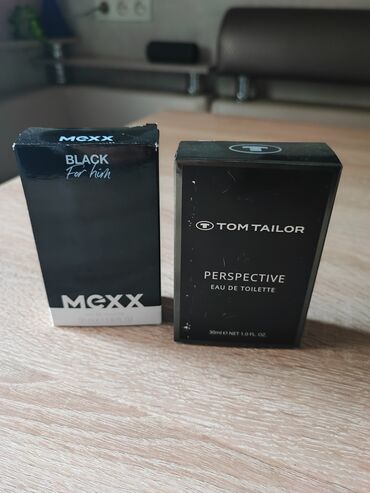 MEXX
BLACK
For him
MEXX
TOM TAILOR
PERSPECTIVE
EAU DE TOILETTE
30ml e NET 1.0 FL. OZ.